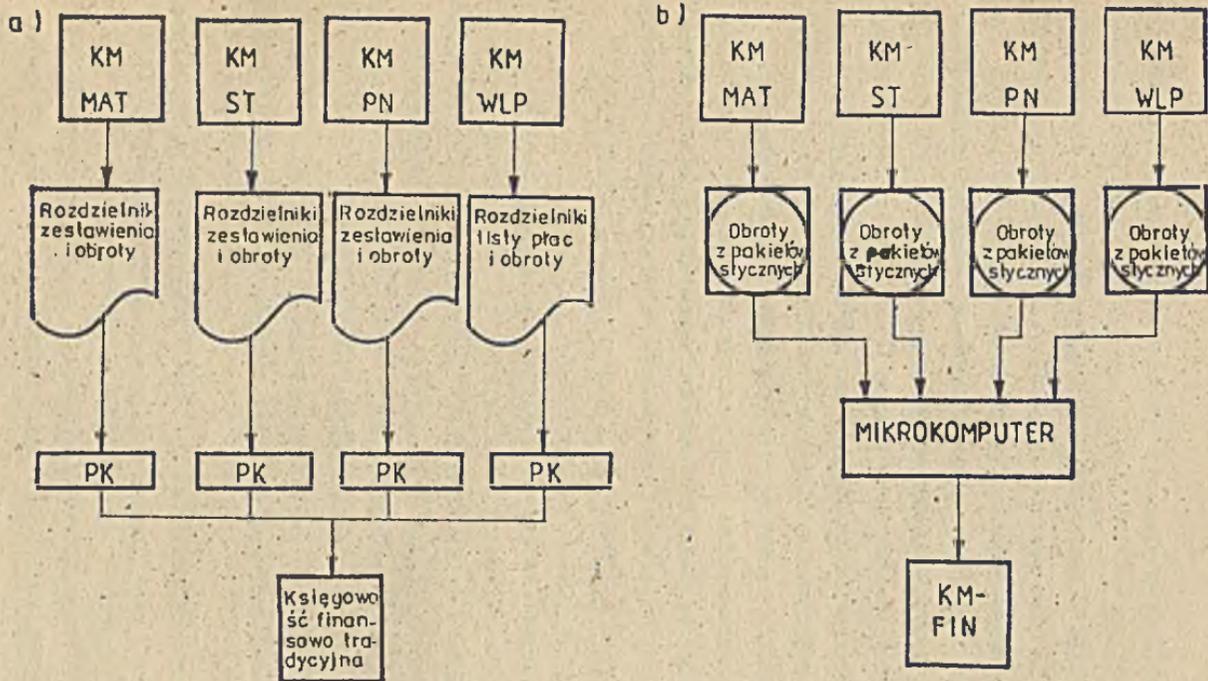 a)
KM
MAT
KM
ST
KM
PN
KM
WLP
Rozdzielnik
zestawienia
i obroty
Rozdzielniki
zestawienia
i obroty
Rozdzielniki
zestawienia
i obroty
Rozdzielniki
listy płac
i obroty
PK
PK
PK
PK
Księgowo
ść finan-
sowo tra-
dycyjna
b)
KM
MAT
KM
ST
KM
PN
KM
WLP
Obroty
z pakietów
stycznych
Obroty
z pakietów
stycznych
Obroty
z pakietów
stycznych
Obroty
z pakietów
stycznych
MIKROKOMPUTER
KM-
FIN